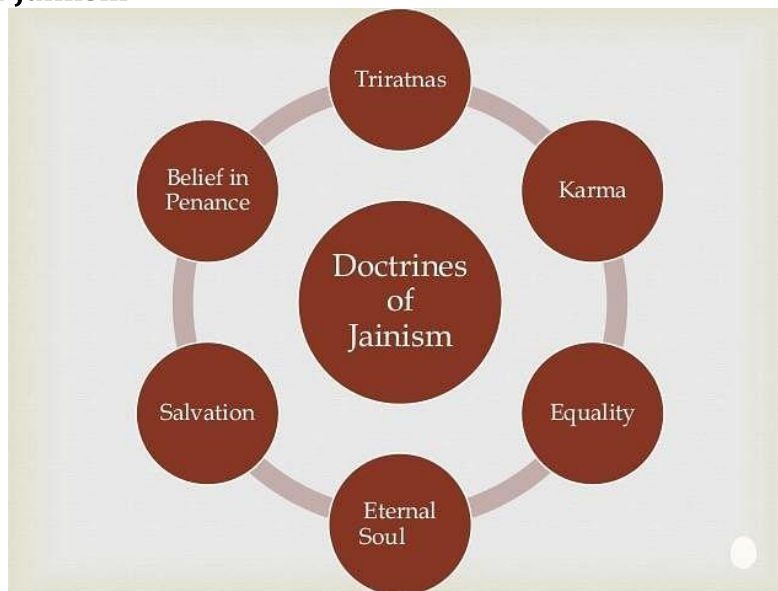 Triratnas
Belief in
Penance
Karma
Doctrines
of
Jainism
Salvation
Equality
Eternal
Soul